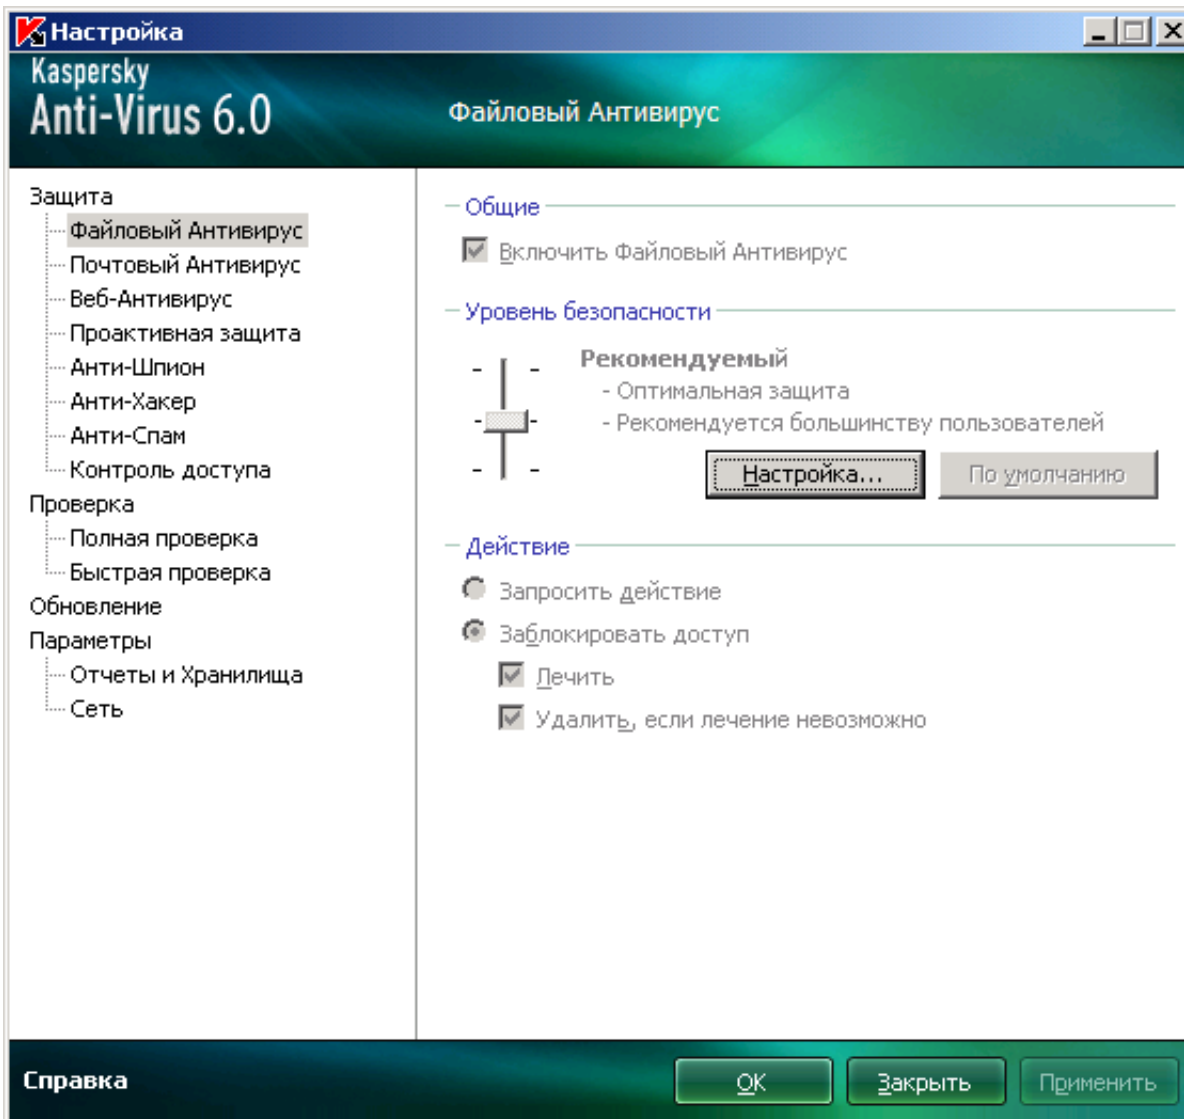 Настройка
Kaspersky
Anti-Virus 6.0
Файловый Антивирус
Защита
Файловый Антивирус
Почтовый Антивирус
Веб-Антивирус
Проактивная защита
Анти-Шпион
Анти-Хакер
Анти-Спам
Контроль доступа
Проверка
Полная проверка
Быстрая проверка
Обновление
Параметры
Отчеты и Хранилища
Сеть
Общие
Включить Файловый Антивирус
Уровень безопасности
Рекомендуемый
- Оптимальная защита
- Рекомендуется большинству пользователей
Настройка... По умолчанию
Действие
Запросить действие
Заблокировать доступ
Лечить
Удалить, если лечение невозможно
Справка OK Закрыть Применить